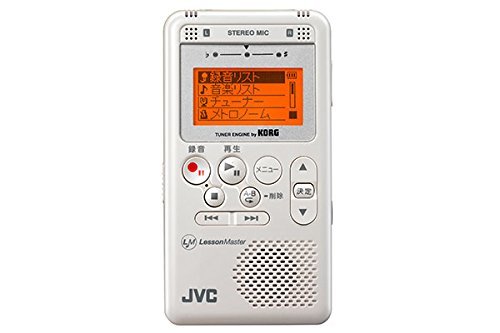 L STEREO MIC R
♭ ♯
録音リスト
音楽リスト
チューナー
メトロノーム
TUNER ENGINE by KORG
録音 再生
メニュー
A-B 削除
決定
LM LessonMaster
JVC